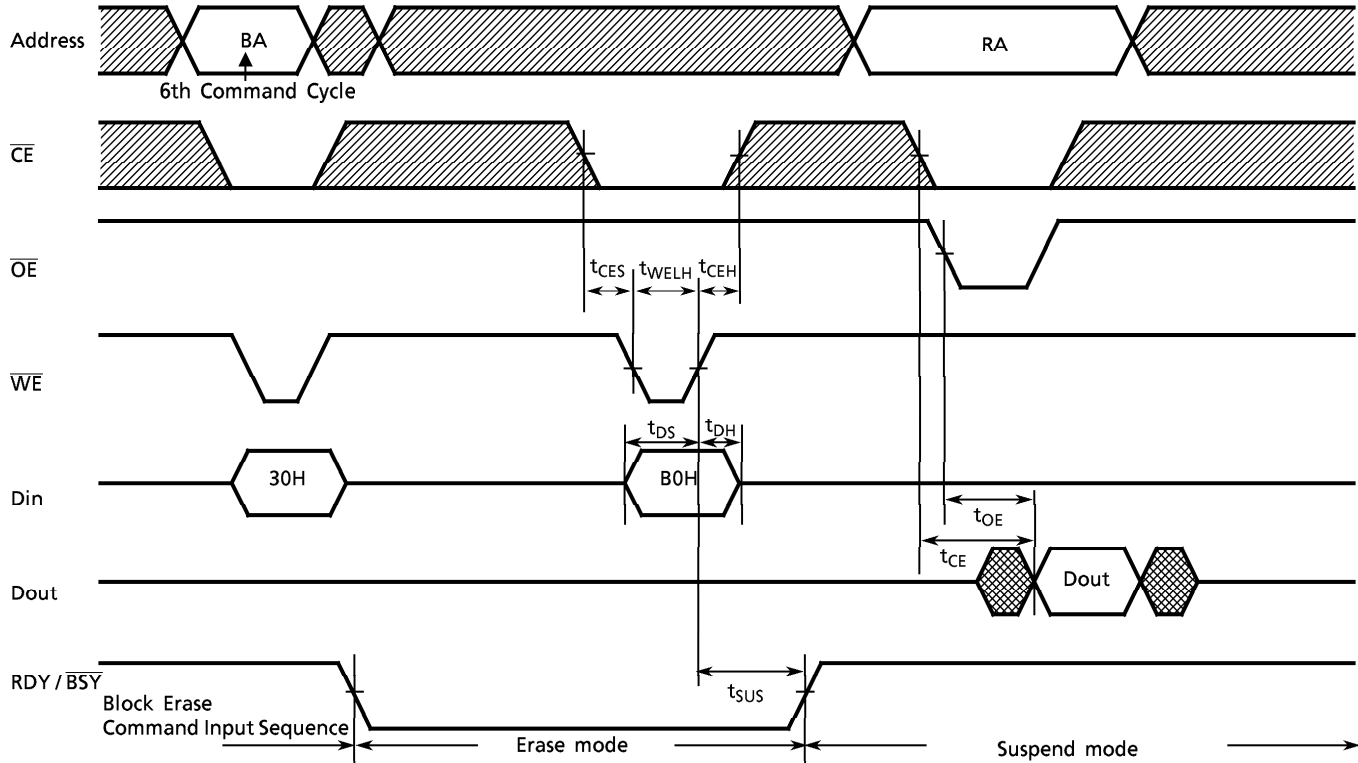 Address
BA
RA
6th Command Cycle
CE
OE
tCES
tWELH
tCEH
WE
tDS
tDH
Din
30H
B0H
tOE
tCE
Dout
Dout
RDY / BSY
tSUS
Block Erase
Command Input Sequence
Erase mode
Suspend mode